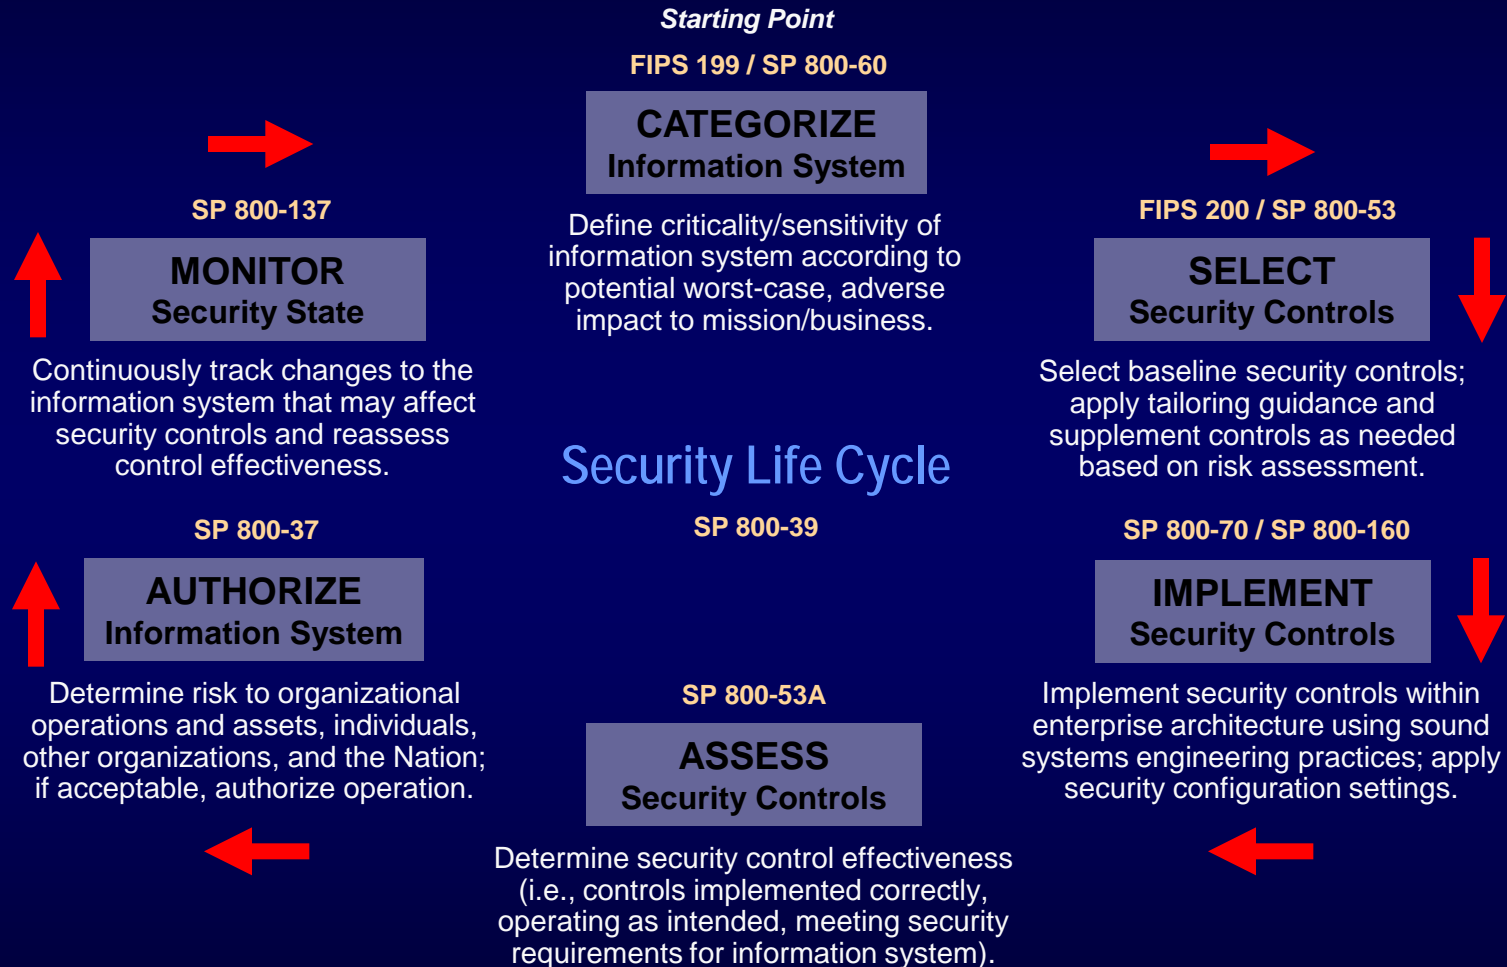 Starting Point
FIPS 199 / SP 800-60
CATEGORIZE
Information System
Define criticality/sensitivity of
information system according to
potential worst-case, adverse
impact to mission/business.
FIPS 200 / SP 800-53
SELECT
Security Controls
Select baseline security controls;
apply tailoring guidance and
supplement controls as needed
based on risk assessment.
SP 800-70 / SP 800-160
IMPLEMENT
Security Controls
Implement security controls within
enterprise architecture using sound
systems engineering practices; apply
security configuration settings.
SP 800-53A
ASSESS
Security Controls
Determine security control effectiveness
(i.e., controls implemented correctly,
operating as intended, meeting security
requirements for information system).
SP 800-37
AUTHORIZE
Information System
Determine risk to organizational
operations and assets, individuals,
other organizations, and the Nation;
if acceptable, authorize operation.
SP 800-137
MONITOR
Security State
Continuously track changes to the
information system that may affect
security controls and reassess
control effectiveness.
Security Life Cycle
SP 800-39